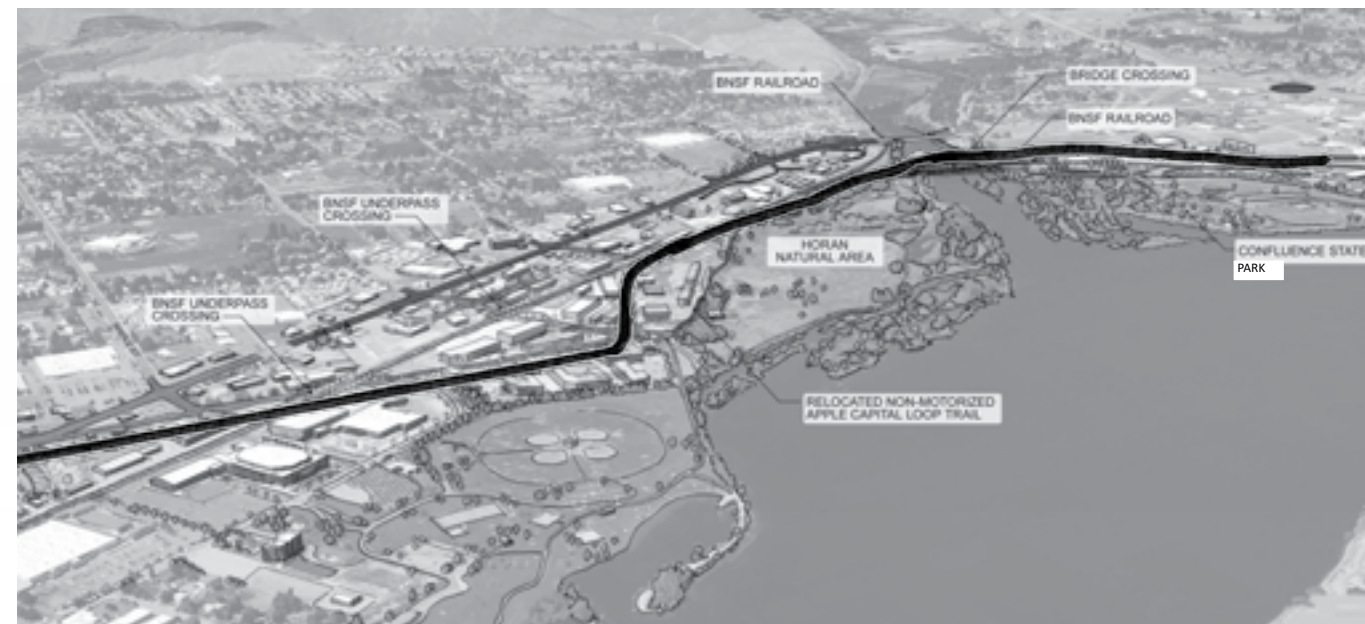 BNSF RAILROAD
BRIDGE CROSSING
BNSF RAILROAD
BNSF UNDERPASS
CROSSING
HORAN
NATURAL AREA
CONFLUENCE STATE
PARK
BNSF UNDERPASS
CROSSING
RELOCATED NON-MOTORIZED
APPLE CAPITAL LOOP TRAIL